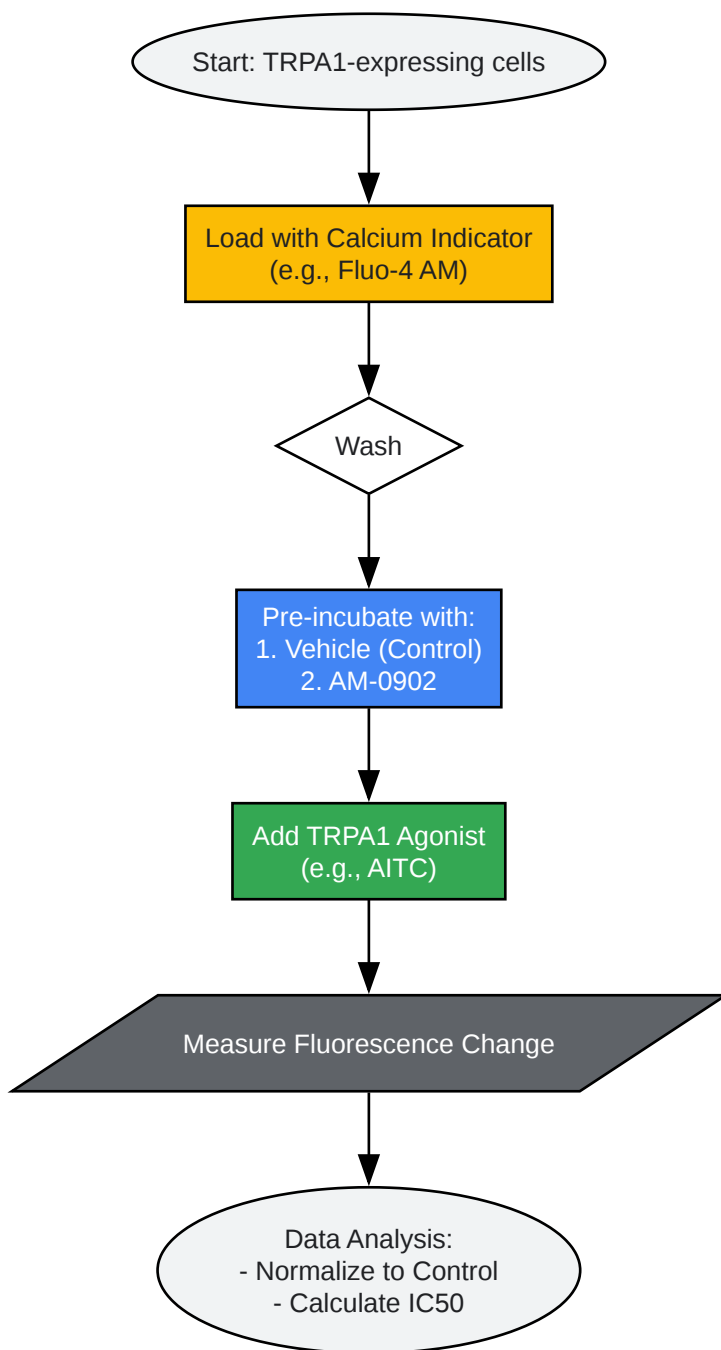 Start: TRPA1-expressing cells
Load with Calcium Indicator
(e.g., Fluo-4 AM)
Wash
Pre-incubate with:
1. Vehicle (Control)
2. AM-0902
Add TRPA1 Agonist
(e.g., AITC)
Measure Fluorescence Change
Data Analysis:
- Normalize to Control
- Calculate IC50